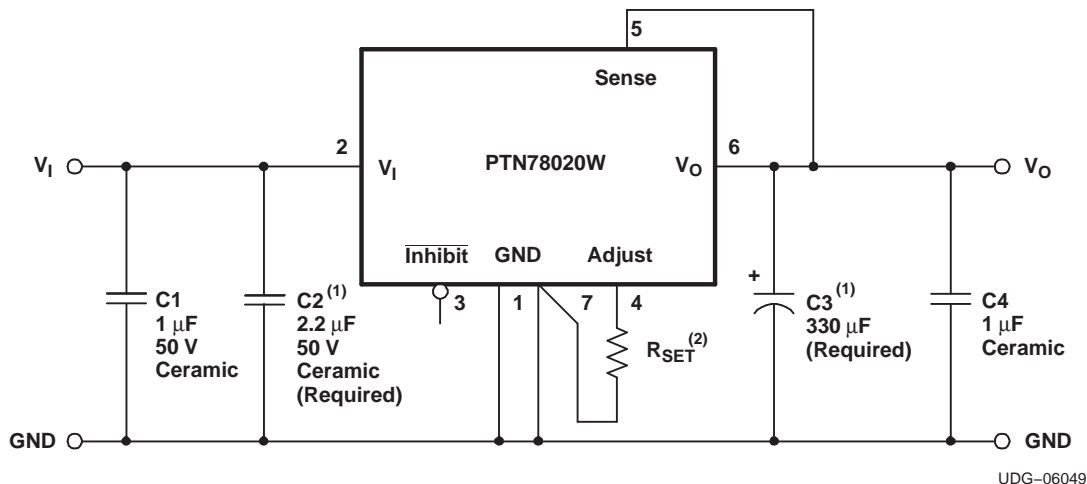 5
Sense
2
6
V_I
V_I
PTN78020W
V_O
V_O
Inhibit
GND
Adjust
3
1
7
4
C1
1 μF
50 V
Ceramic
C2 (1)
2.2 μF
50 V
Ceramic
(Required)
R_SET (2)
+
C3 (1)
330 μF
(Required)
C4
1 μF
Ceramic
GND
GND
UDG–06049